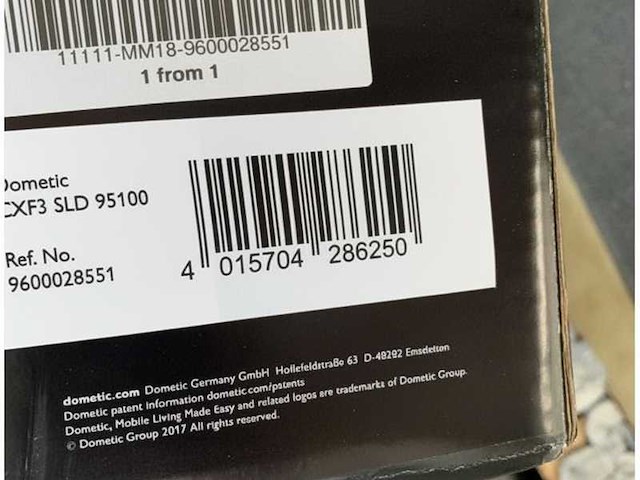 11111-MM18-9600028551
1 from 1
Dometic
CXF3 SLD 95100
Ref. No.
9600028551
4 015704 286250
dometic.com Dometic Germany GmbH Hollefeldstraße 63 D-48282 Emsdetten
Dometic patent information dometic.com/patents
Dometic, Mobile Living Made Easy and related logos are trademarks of Dometic Group.
© Dometic Group 2017 All rights reserved.